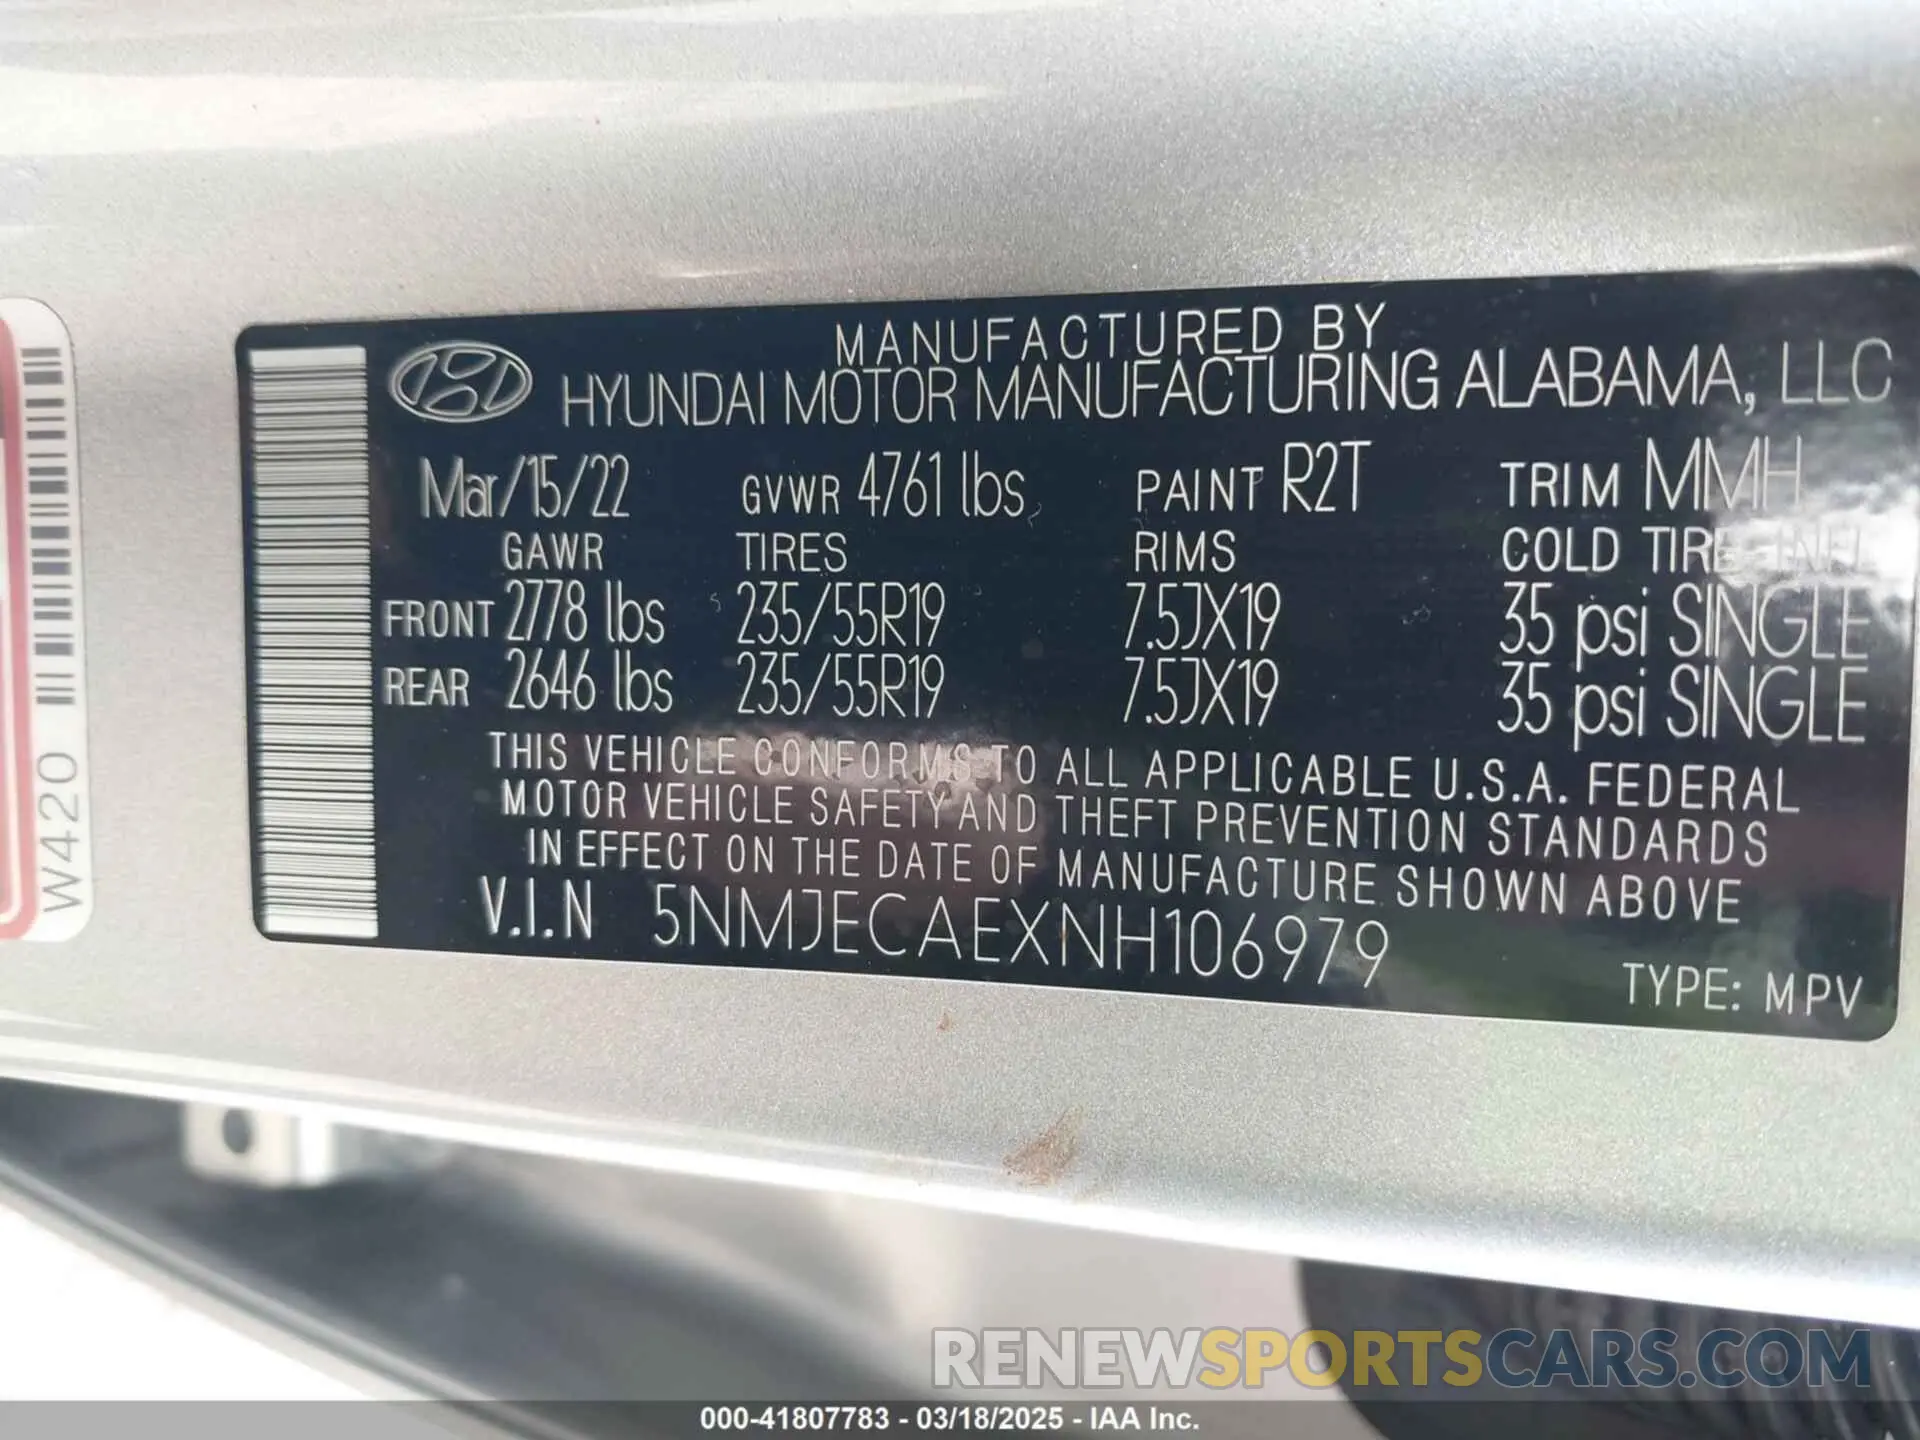 MANUFACTURED BY
HYUNDAI MOTOR MANUFACTURING ALABAMA, LLC
Mar/15/22 GVWR 4761 lbs PAINT R2T TRIM MMH
GAWR TIRES RIMS COLD TIRE INFL
FRONT 2778 lbs 235/55R19 7.5JX19 35 psi SINGLE
REAR 2646 lbs 235/55R19 7.5JX19 35 psi SINGLE
THIS VEHICLE CONFORMS TO ALL APPLICABLE U.S.A. FEDERAL
MOTOR VEHICLE SAFETY AND THEFT PREVENTION STANDARDS
IN EFFECT ON THE DATE OF MANUFACTURE SHOWN ABOVE
V.I.N 5NMJECAEXNH106979
TYPE: MPV
W420
RENEWSPORTSCARS.COM
000-41807783 - 03/18/2025 - IAA Inc.